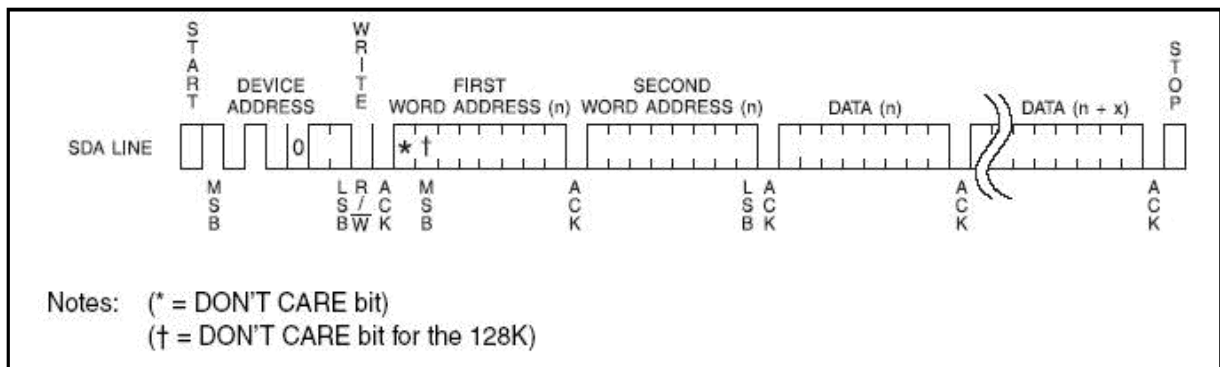 START
WRITE
STOP
DEVICE
ADDRESS
FIRST
WORD ADDRESS (n)
SECOND
WORD ADDRESS (n)
DATA (n)
DATA (n + x)
SDA LINE
0
* †
MSB
LSB
R/W
ACK
MSB
ACK
LSB
ACK
ACK
ACK
Notes: (* = DON'T CARE bit)
(† = DON'T CARE bit for the 128K)